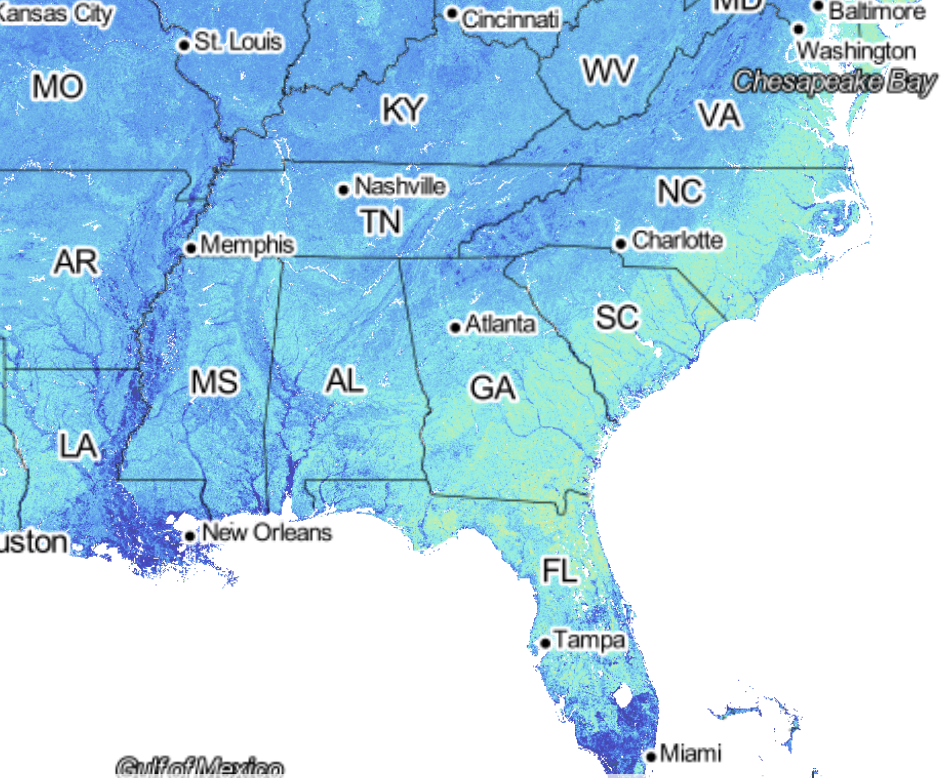 Kansas City
St. Louis
Cincinnati
MD
Baltimore
Washington
Chesapeake Bay
MO
WV
KY
VA
Nashville
TN
NC
Memphis
Charlotte
AR
Atlanta
SC
MS
AL
GA
LA
New Orleans
uston
FL
Tampa
Miami
Gulf of Mexico